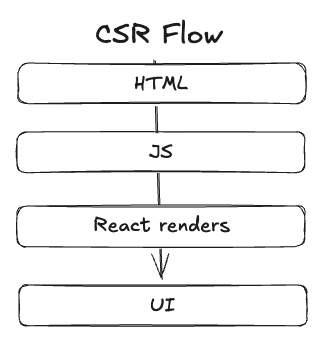 CSR Flow
HTML
JS
React renders
UI